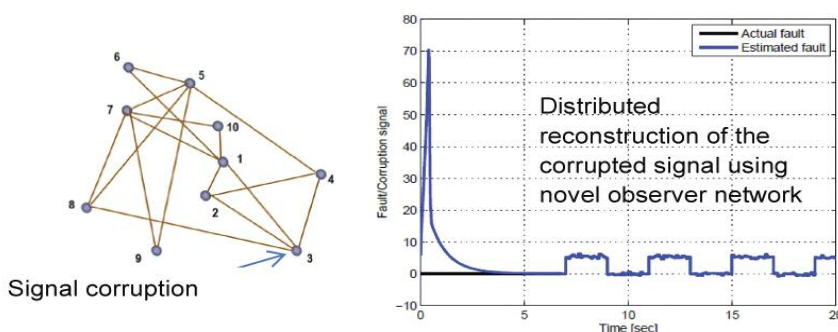 6
5
7
10
1
4
2
8
9
3
Signal corruption
80
70
60
50
40
30
20
10
0
−10
Fault/Corruption signal
Actual fault
Estimated fault
Distributed
reconstruction of the
corrupted signal using
novel observer network
0
5
10
15
20
Time [sec]